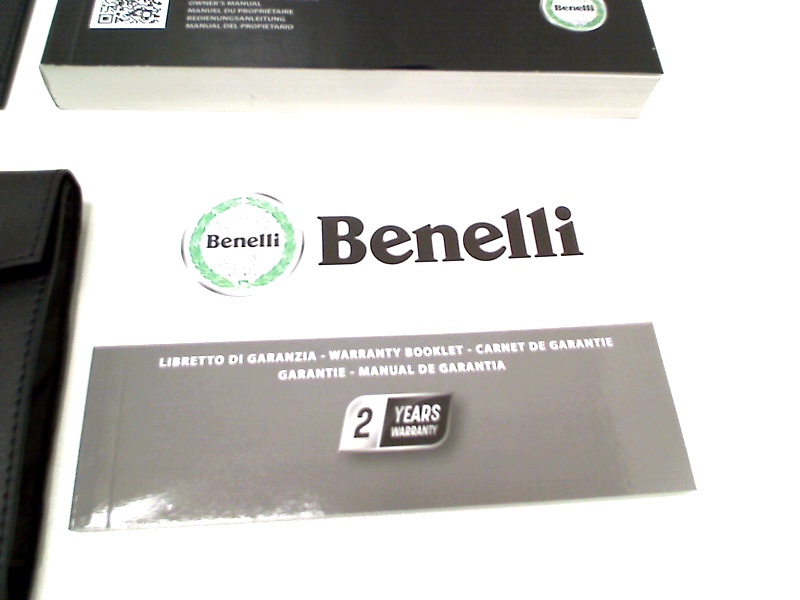 OWNER'S MANUAL
MANUEL DU PROPRIÉTAIRE
BEDIENUNGSANLEITUNG
MANUAL DEL PROPIETARIO
Benelli
Benelli
Benelli
LIBRETTO DI GARANZIA - WARRANTY BOOKLET - CARNET DE GARANTIE
GARANTIE - MANUAL DE GARANTIA
2 YEARS
WARRANTY